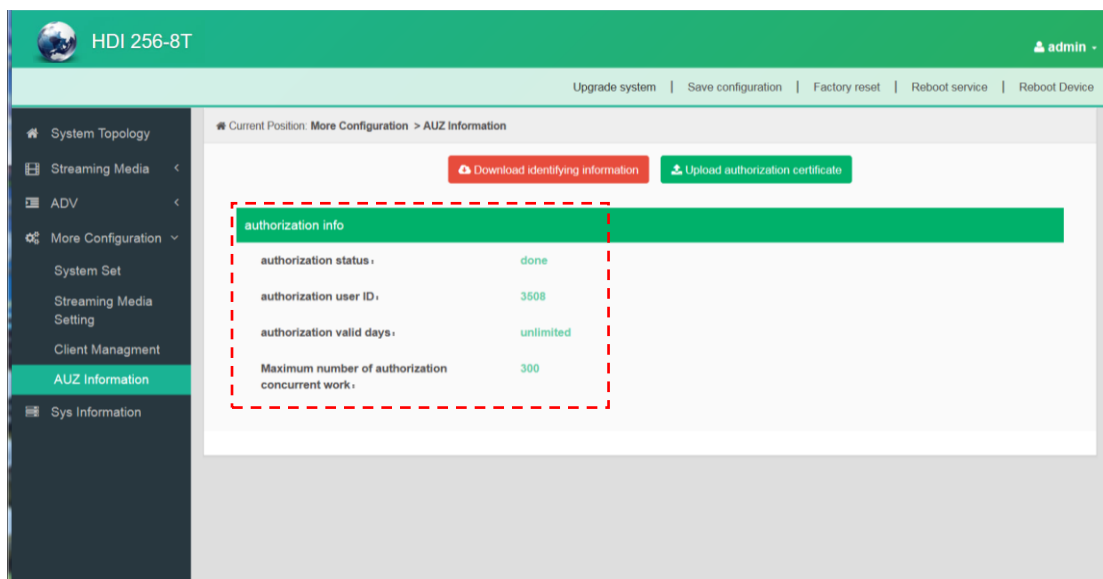 HDI 256-8T
admin
Upgrade system | Save configuration | Factory reset | Reboot service | Reboot Device
System Topology
Streaming Media
ADV
More Configuration
System Set
Streaming Media
Setting
Client Managment
AUZ Information
Sys Information
Current Position: More Configuration > AUZ Information
Download identifying information
Upload authorization certificate
authorization info
authorization status: done
authorization user ID: 3508
authorization valid days: unlimited
Maximum number of authorization 300
concurrent work: